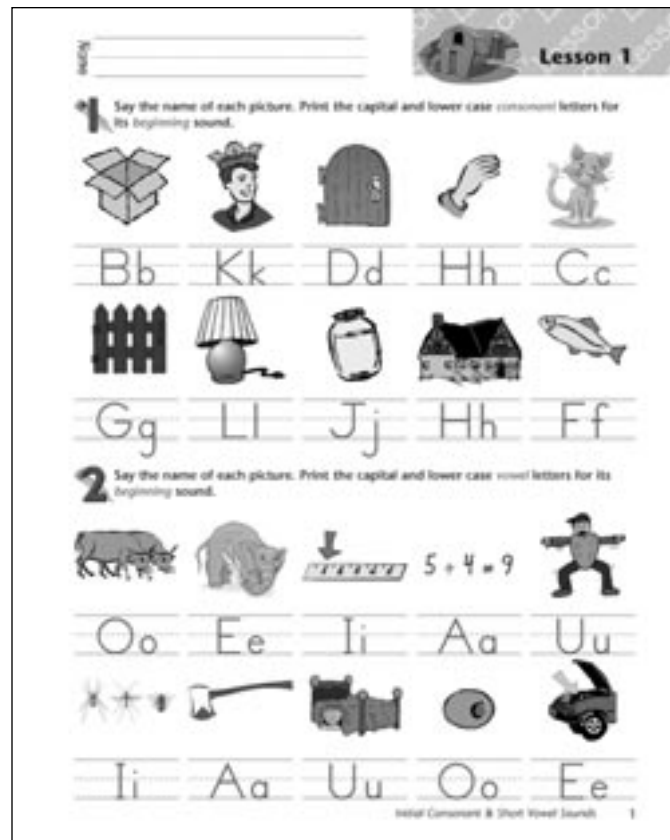 Name
Lesson 1
1 Say the name of each picture. Print the capital and lower case consonant letters for
its beginning sound.
Bb Kk Dd Hh Cc
Gg Ll Jj Hh Ff
2 Say the name of each picture. Print the capital and lower case vowel letters for its
beginning sound.
5 + 4 = 9
Oo Ee Ii Aa Uu
Ii Aa Uu Oo Ee
Initial Consonant & Short Vowel Sounds 1